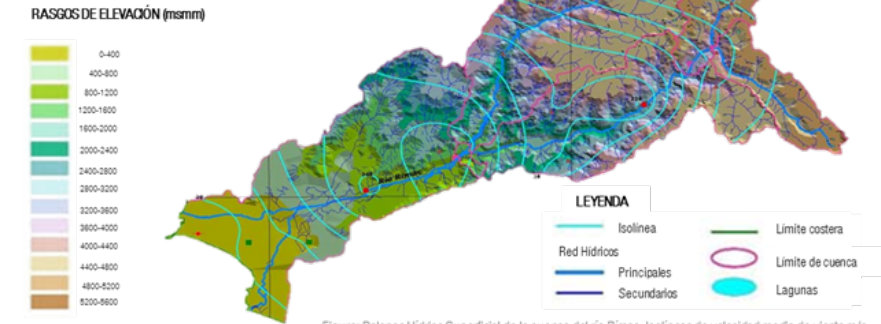 RASGOS DE ELEVACIÓN (msmm)
0-400
400-800
800-1200
1200-1600
1600-2000
2000-2400
2400-2800
2800-3200
3200-3600
3600-4000
4000-4400
4400-4800
4800-5200
5200-5600
Río Rímac
LEYENDA
Isolínea
Red Hídricos
Principales
Secundarios
Límite costera
Límite de cuenca
Lagunas